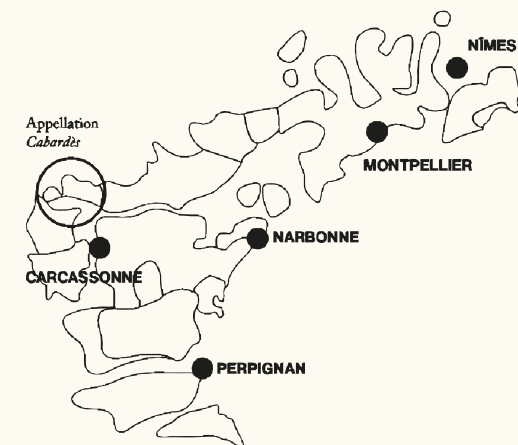 NÎMES
Appellation
Cabardès
MONTPELLIER
NARBONNE
CARCASSONNE
PERPIGNAN